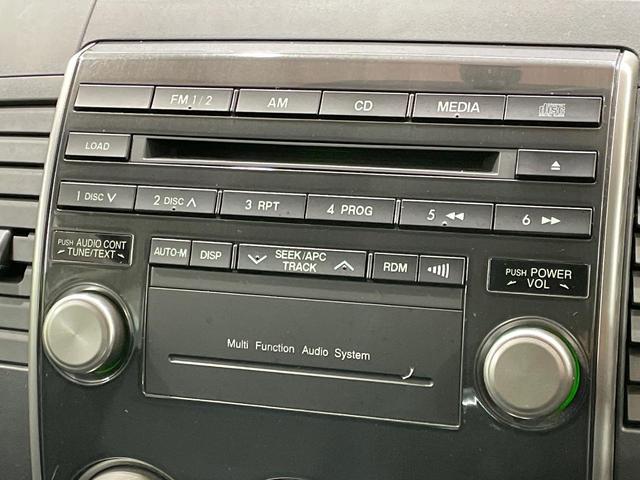 FM 1/2 AM CD MEDIA
LOAD
1 DISC 2 DISC 3 RPT 4 PROG 5 6
PUSH AUDIO CONT
TUNE/TEXT
AUTO-M DISP SEEK/APC
TRACK
RDM
PUSH POWER
VOL
Multi Function Audio System